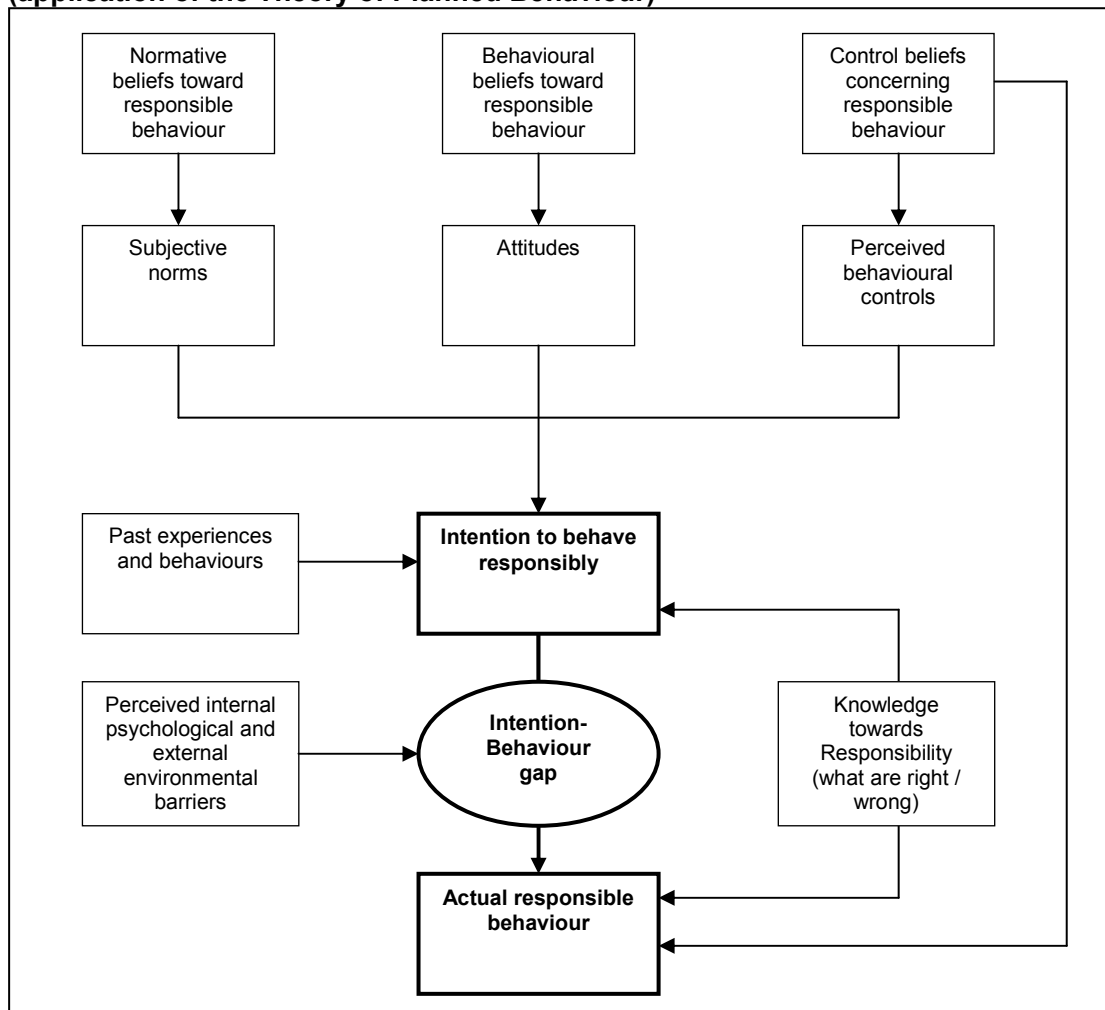 (application of the Theory of Planned Behaviour)
Normative
beliefs toward
responsible
behaviour
Behavioural
beliefs toward
responsible
behaviour
Control beliefs
concerning
responsible
behaviour
Subjective
norms
Attitudes
Perceived
behavioural
controls
Past experiences
and behaviours
Intention to behave
responsibly
Perceived internal
psychological and
external
environmental
barriers
Intention-
Behaviour
gap
Knowledge
towards
Responsibility
(what are right /
wrong)
Actual responsible
behaviour